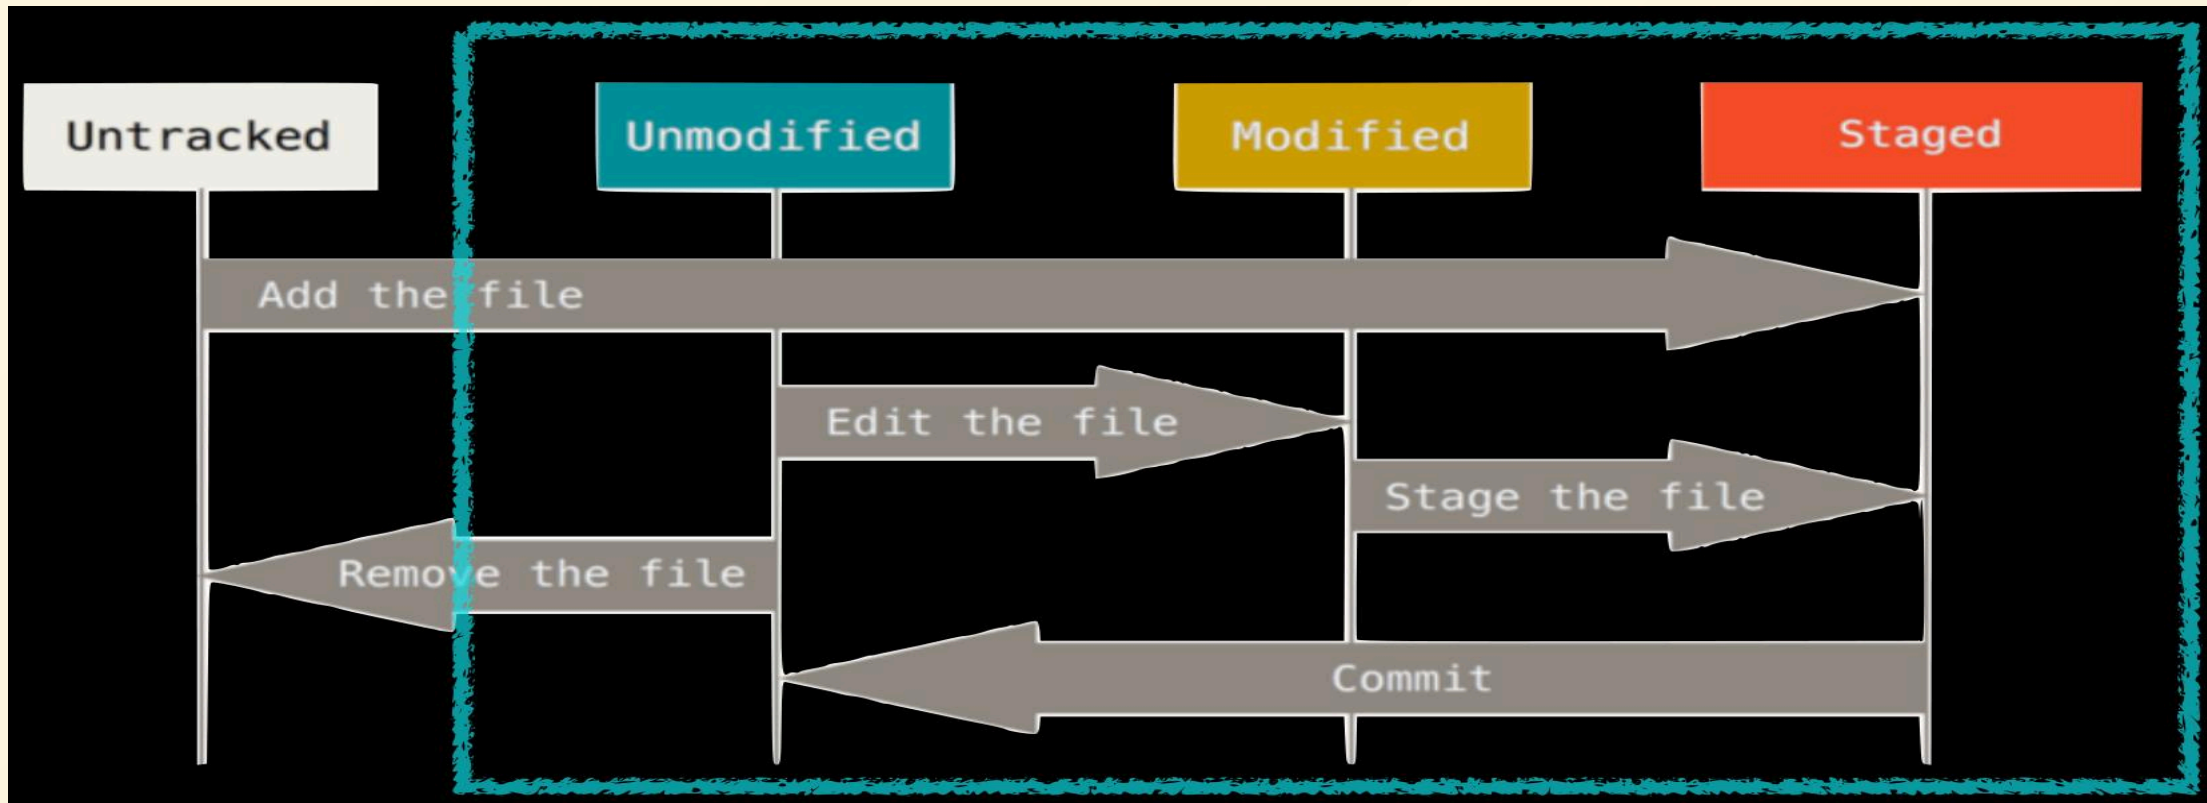 Untracked
Unmodified
Modified
Staged
Add the file
Edit the file
Stage the file
Remove the file
Commit